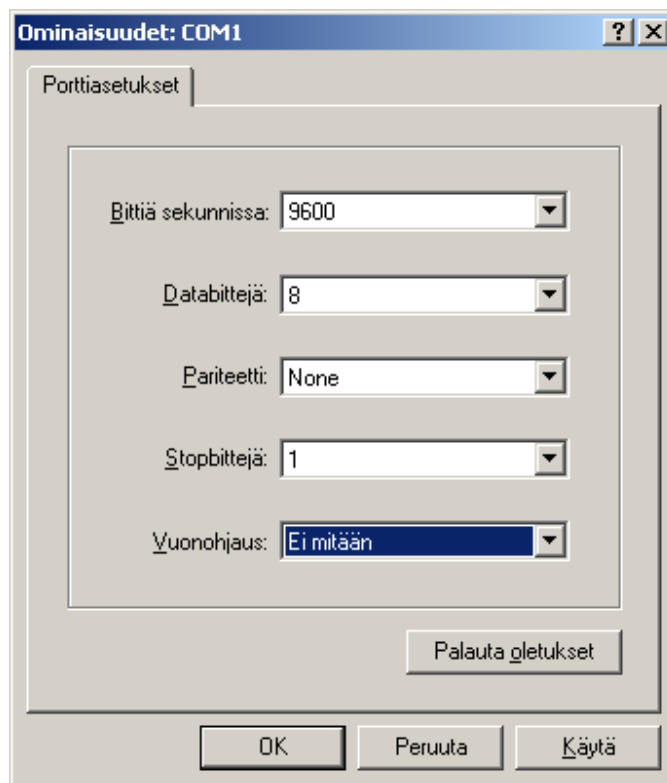 Ominaisuudet: COM1
Porttiasetukset
Bittiä sekunnissa: 9600
Databittejä: 8
Pariteetti: None
Stopbittejä: 1
Vuonohjaus: Ei mitään
Palauta oletukset
OK Peruuta Käytä